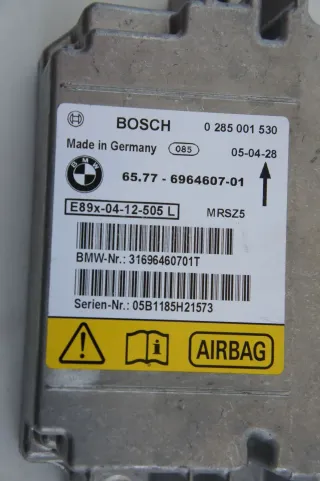 BOSCH 0 285 001 530
Made in Germany 085 05-04-28
BMW 65.77 - 6964607-01
E89x-04-12-505 L MRSZ5
BMW-Nr.: 31696460701T
Serien-Nr.: 05B1185H21573
AIRBAG